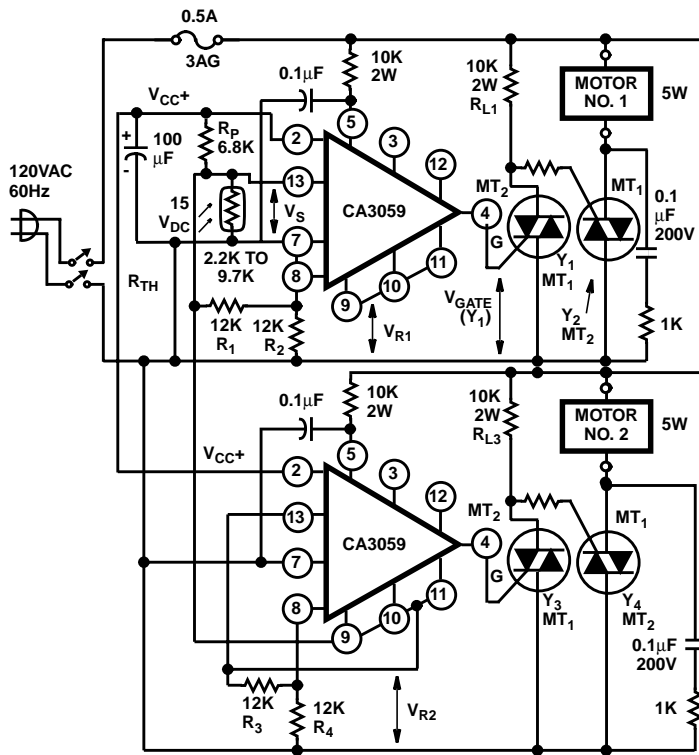 0.5A
3AG
10K
2W
0.1μF
VCC+
5
10K
2W
RL1
MOTOR
NO. 1
5W
+
100
μF
-
RP
6.8K
2
3
12
120VAC
60Hz
13
CA3059
15
VDC
VS
4
MT2
MT1
0.1
μF
200V
G
7
2.2K TO
9.7K
8
11
10
9
Y1
MT1
RTH
VGATE
(Y1)
Y2
MT2
12K
R1
12K
R2
VR1
1K
10K
2W
0.1μF
10K
2W
RL3
MOTOR
NO. 2
5W
VCC+
5
2
3
12
13
MT2
MT1
CA3059
4
7
G
8
11
10
9
Y3
MT1
Y4
MT2
0.1μF
200V
12K
R3
12K
R4
VR2
1K